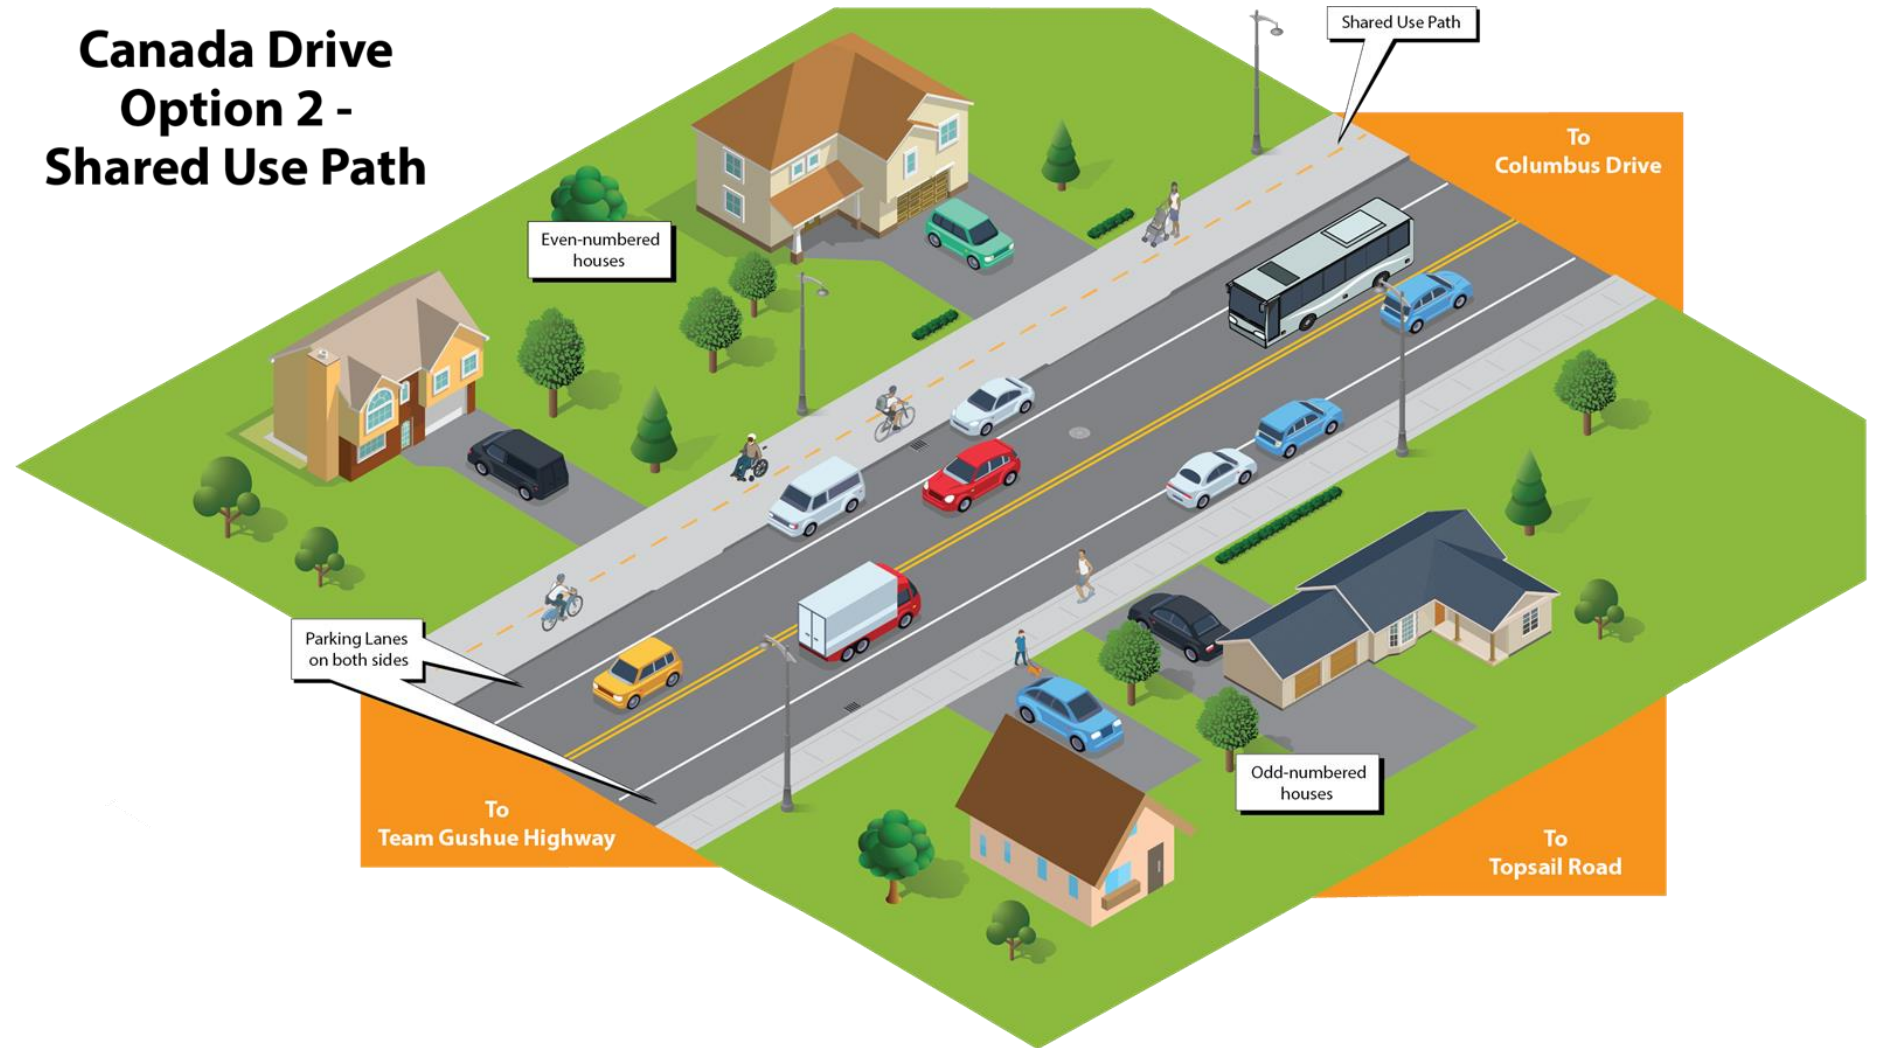 Canada Drive
Option 2 -
Shared Use Path
Shared Use Path
To
Columbus Drive
Even-numbered
houses
Parking Lanes
on both sides
Odd-numbered
houses
To
Team Gushue Highway
To
Topsail Road